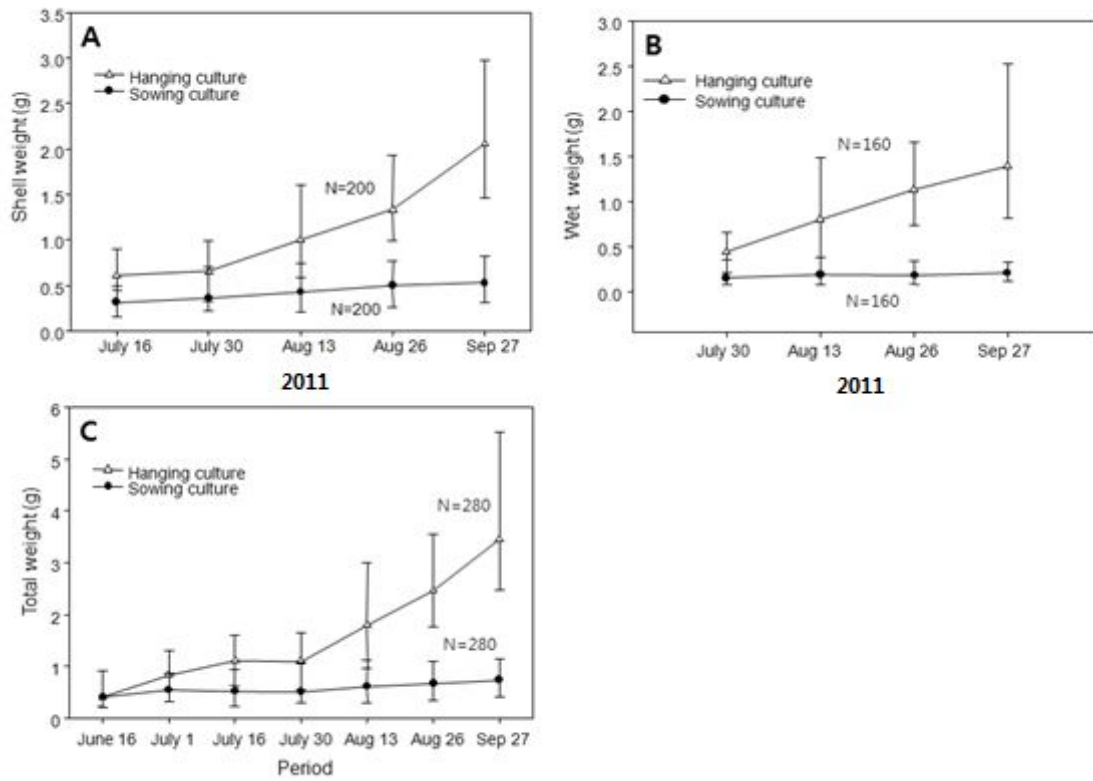 A
3.5
3.0
2.5
2.0
1.5
1.0
0.5
0.0
Shell weight (g)
Hanging culture
Sowing culture
N=200
N=200
July 16 July 30 Aug 13 Aug 26 Sep 27
2011
B
3.0
2.5
2.0
1.5
1.0
0.5
0.0
Wet weight (g)
Hanging culture
Sowing culture
N=160
N=160
July 30 Aug 13 Aug 26 Sep 27
2011
C
6
5
4
3
2
1
0
Total weight (g)
Hanging culture
Sowing culture
N=280
N=280
June 16 July 1 July 16 July 30 Aug 13 Aug 26 Sep 27
Period